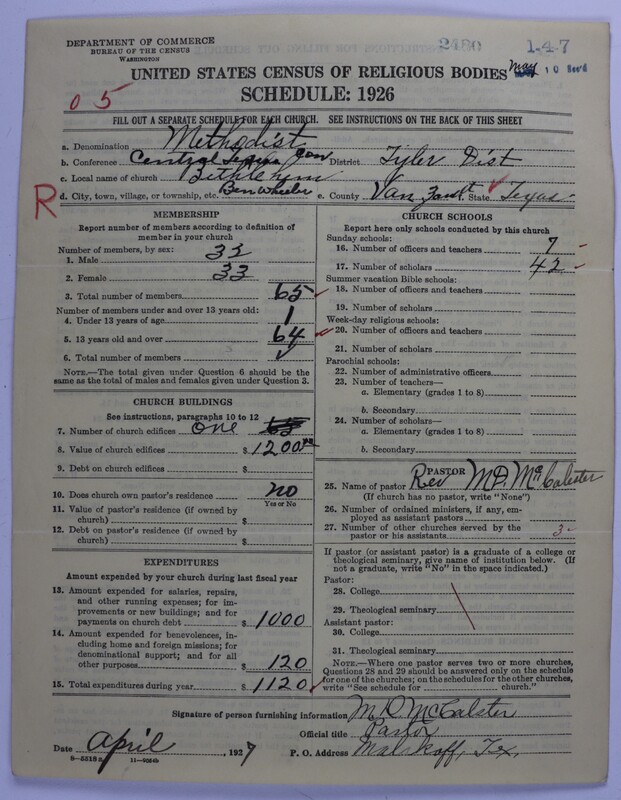 DEPARTMENT OF COMMERCE
BUREAU OF THE CENSUS
WASHINGTON
2480
1-4-7
May 10 Rec'd
UNITED STATES CENSUS OF RELIGIOUS BODIES
SCHEDULE: 1926
0 5
FILL OUT A SEPARATE SCHEDULE FOR EACH CHURCH. SEE INSTRUCTIONS ON THE BACK OF THIS SHEET
a. Denomination Methodist
b. Conference Central Texas Con District Tyler Dist
c. Local name of church Bethlehem
R d. City, town, village, or township, etc. Ben Wheeler e. County Van Zandt State Texas
MEMBERSHIP
Report number of members according to definition of
member in your church
Number of members, by sex:
1. Male 32
2. Female 33
3. Total number of members 65
Number of members under and over 13 years old:
4. Under 13 years of age 1
5. 13 years old and over 64
6. Total number of members ✓
NOTE.—The total given under Question 6 should be
the same as the total of males and females given under Question 3.
CHURCH BUILDINGS
See instructions, paragraphs 10 to 12
7. Number of church edifices one
8. Value of church edifices $1200
9. Debt on church edifices $
10. Does church own pastor's residence no
Yes or No
11. Value of pastor's residence (if owned by
church) $
12. Debt on pastor's residence (if owned by
church) $
EXPENDITURES
Amount expended by your church during last fiscal year
13. Amount expended for salaries, repairs,
and other running expenses; for im-
provements or new buildings; and for
payments on church debt $1000
14. Amount expended for benevolences, in-
cluding home and foreign missions; for
denominational support; and for all
other purposes $120
15. Total expenditures during year $1120
CHURCH SCHOOLS
Report here only schools conducted by this church
Sunday schools:
16. Number of officers and teachers 7
17. Number of scholars 42
Summer vacation Bible schools:
18. Number of officers and teachers
19. Number of scholars
Week-day religious schools:
20. Number of officers and teachers
21. Number of scholars
Parochial schools:
22. Number of administrative officers
23. Number of teachers—
a. Elementary (grades 1 to 8)
b. Secondary
24. Number of scholars—
a. Elementary (grades 1 to 8)
b. Secondary
PASTOR
25. Name of pastor Rev M.D. McCalster
(If church has no pastor, write "None")
26. Number of ordained ministers, if any, em-
ployed as assistant pastors
27. Number of other churches served by the
pastor or his assistants 3
If pastor (or assistant pastor) is a graduate of a college or
theological seminary, give name of institution below. (If
not a graduate, write "No" in the space indicated.)
Pastor:
28. College
29. Theological seminary
Assistant pastor:
30. College
31. Theological seminary
NOTE.—Where one pastor serves two or more churches,
Questions 28 and 29 should be answered only on the schedule
for one of the churches; on the schedules for the other churches,
write "See schedule for church."
Signature of person furnishing information M.D. McCalster
Official title Pastor
Date April, 1927 P. O. Address Malakoff, Tex,
8—5518a 11—9264b